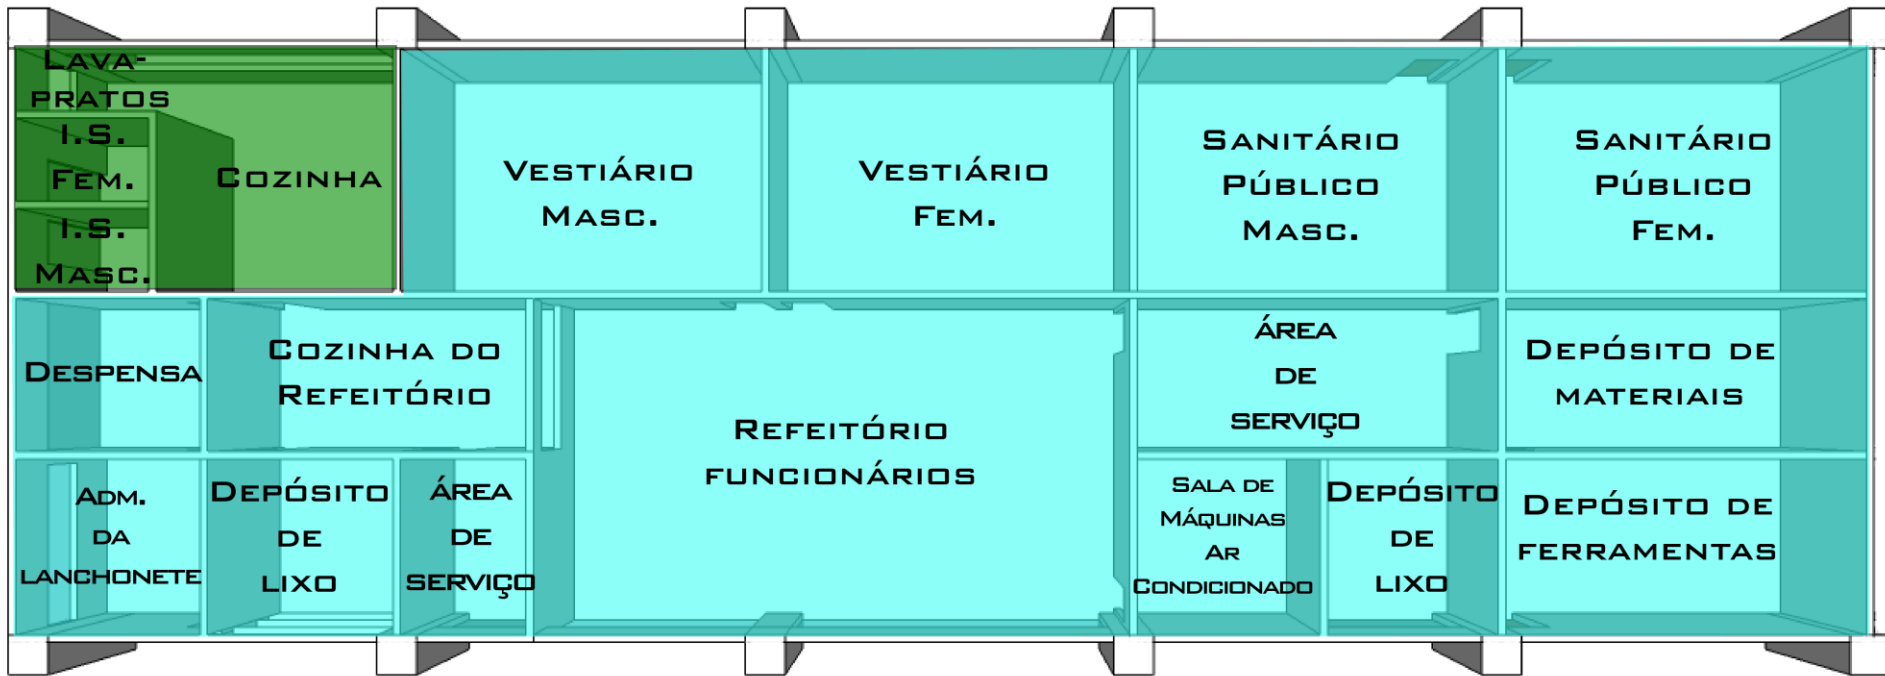 Lava-
pratos
I.S.
Fem.
I.S.
Masc.
Cozinha
Vestiário
Masc.
Vestiário
Fem.
Sanitário
Público
Masc.
Sanitário
Público
Fem.
Despensa
Cozinha do
Refeitório
Refeitório
funcionários
Área
de
serviço
Depósito de
materiais
Adm.
da
lanchonete
Depósito
de
lixo
Área
de
serviço
Sala de
Máquinas
Ar
Condicionado
Depósito
de
lixo
Depósito de
ferramentas